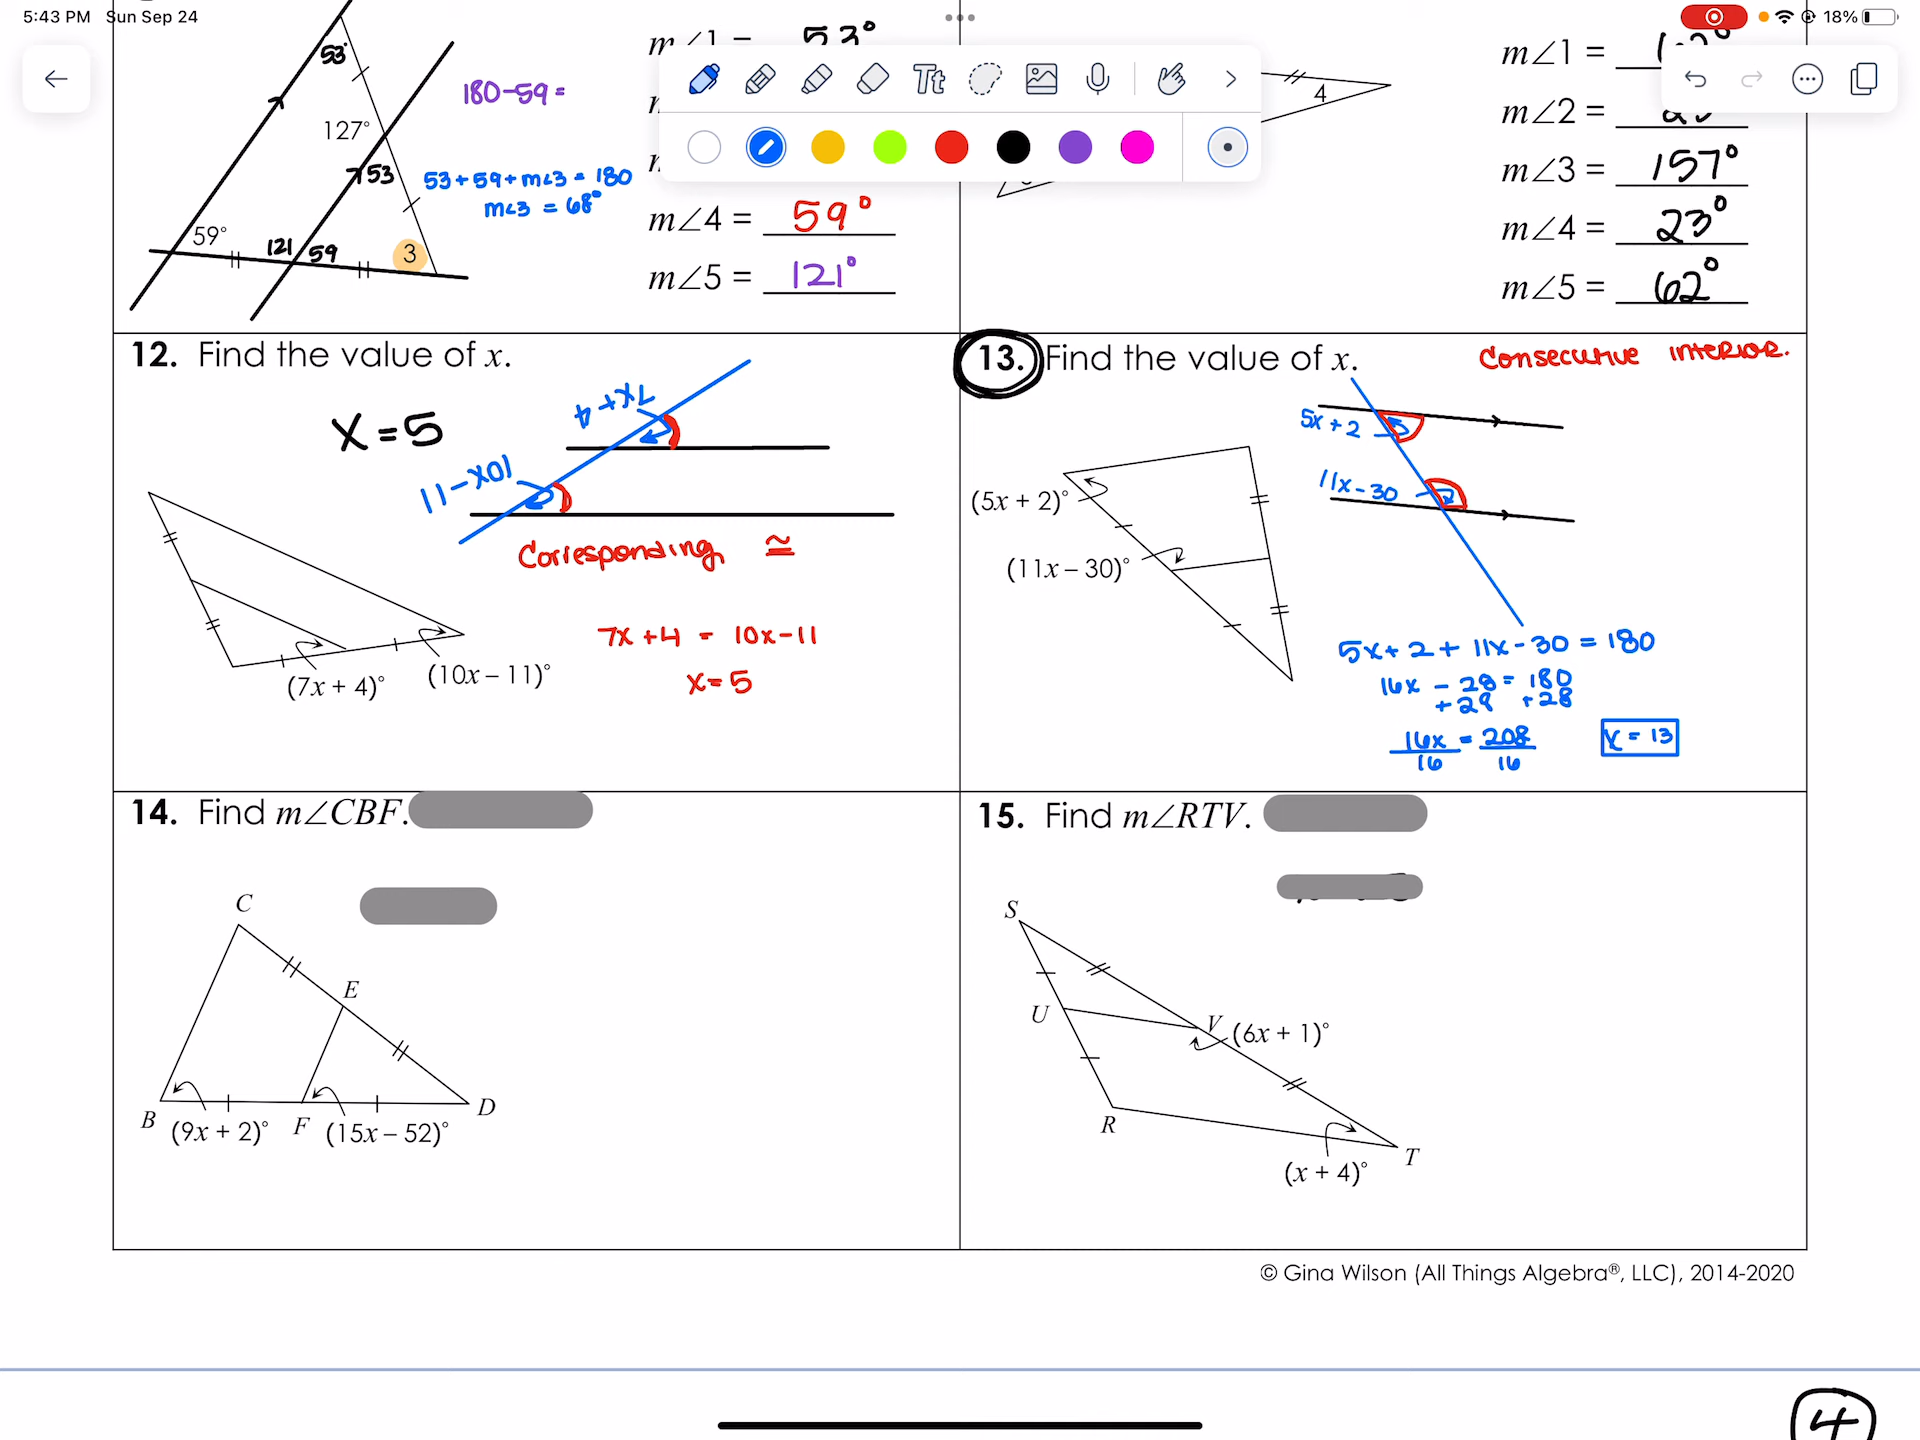 5:43 PM Sun Sep 24
18%
53°
127°
53
59°
121 59
3
180-59=
53+59+m∠3 = 180
m∠3 = 68°
m∠1 = 53°
m∠4 = 59°
m∠5 = 121°
Tt
4
m∠1 =
m∠2 =
m∠3 = 157°
m∠4 = 23°
m∠5 = 62°
12. Find the value of x.
x=5
7x+4
10x-11
Corresponding ≅
7x+4 = 10x-11
x=5
(7x + 4)°
(10x – 11)°
13. Find the value of x.
Consecutive interior.
5x+2
11x-30
(5x + 2)°
(11x – 30)°
5x+2+11x-30=180
16x - 28 = 180
+28 +28
16x = 208
16 16
x = 13
14. Find m∠CBF.
C
E
B
F
D
(9x + 2)°
(15x – 52)°
15. Find m∠RTV.
S
U
V
(6x + 1)°
R
T
(x + 4)°
© Gina Wilson (All Things Algebra®, LLC), 2014-2020
4